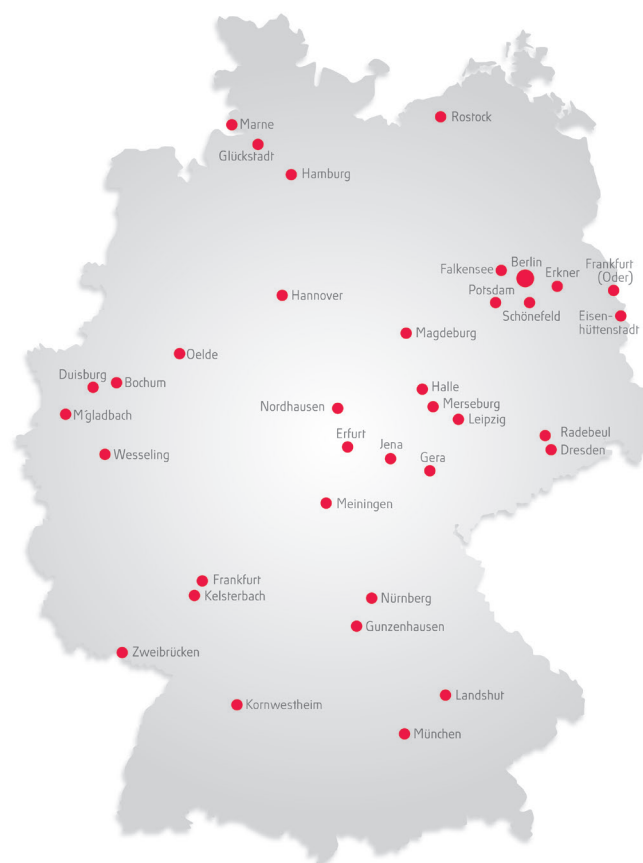 Marne
Rostock
Glückstadt
Hamburg
Berlin
Frankfurt
(Oder)
Falkensee
Erkner
Potsdam
Hannover
Schönefeld
Eisen-
hüttenstadt
Magdeburg
Oelde
Duisburg
Bochum
Halle
Nordhausen
Merseburg
M'gladbach
Leipzig
Erfurt
Radebeul
Jena
Dresden
Wesseling
Gera
Meiningen
Frankfurt
Kelsterbach
Nürnberg
Gunzenhausen
Zweibrücken
Landshut
Kornwestheim
München